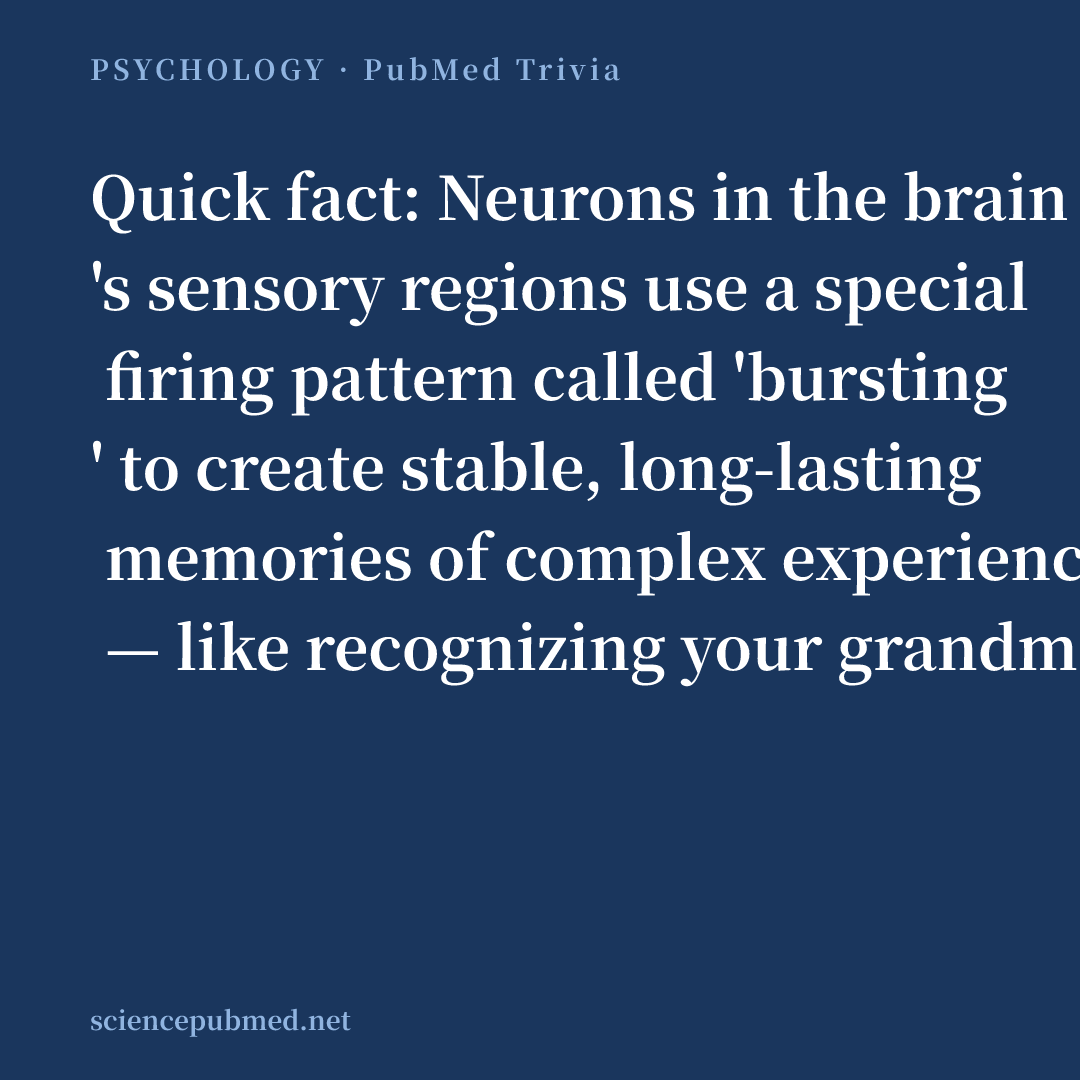 PSYCHOLOGY · PubMed Trivia
Quick fact: Neurons in the brain
's sensory regions use a special
firing pattern called 'bursting
' to create stable, long-lasting
memories of complex experienc
— like recognizing your grandm
sciencepubmed.net